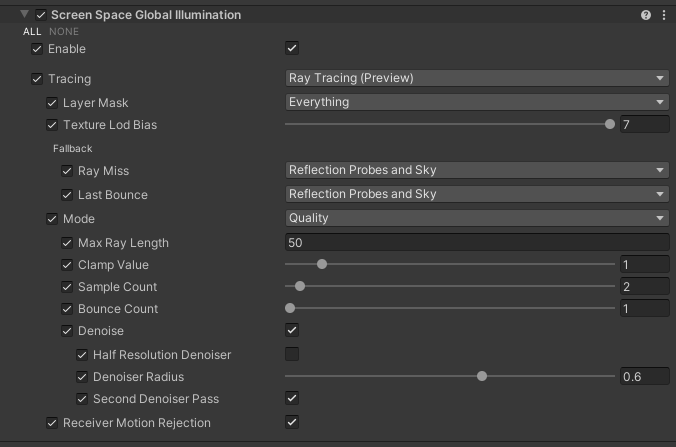 Screen Space Global Illumination
ALL NONE
Enable
Tracing Ray Tracing (Preview)
Layer Mask Everything
Texture Lod Bias 7
Fallback
Ray Miss Reflection Probes and Sky
Last Bounce Reflection Probes and Sky
Mode Quality
Max Ray Length 50
Clamp Value 1
Sample Count 2
Bounce Count 1
Denoise
Half Resolution Denoiser
Denoiser Radius 0.6
Second Denoiser Pass
Receiver Motion Rejection